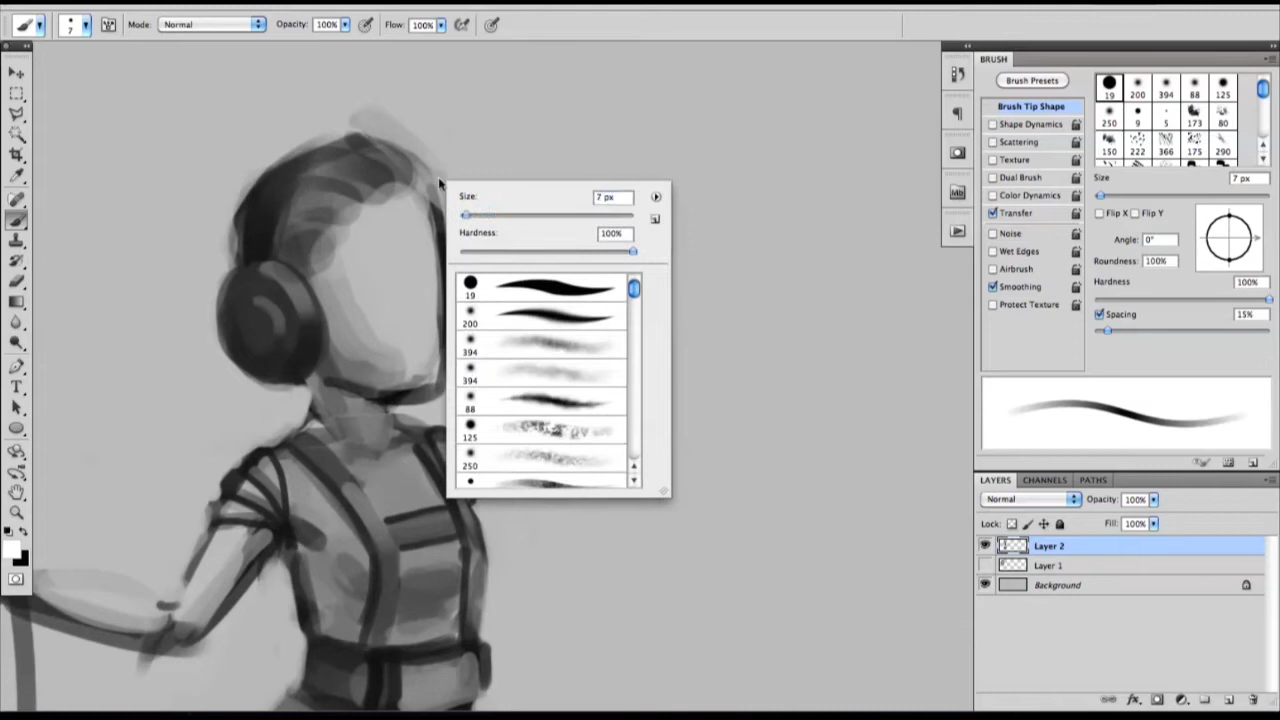 Mode: Normal Opacity: 100% Flow: 100%
7
BRUSH
Brush Presets
Brush Tip Shape
Shape Dynamics
Scattering
Texture
Dual Brush
Color Dynamics
Transfer
Noise
Wet Edges
Airbrush
Smoothing
Protect Texture
19 200 394 88 125
250 9 5 173 80
150 222 366 175 290
Size 7 px
Flip X Flip Y
Angle: 0°
Roundness: 100%
Hardness 100%
Spacing 15%
Size: 7 px
Hardness: 100%
19
200
394
394
88
125
250
LAYERS CHANNELS PATHS
Normal Opacity: 100%
Lock: Fill: 100%
Layer 2
Layer 1
Background
Mb
T